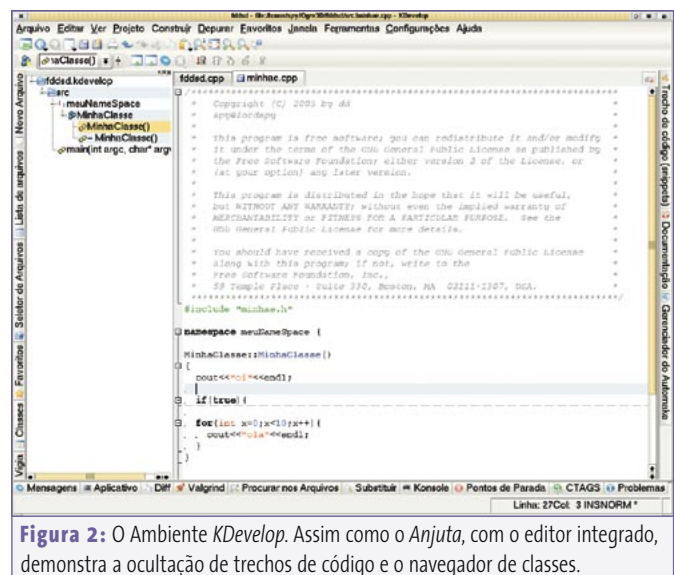 Arquivo Editar Ver Projeto Construir Depurar Favoritos Janela Ferramentas Configurações Ajuda
fddsd.kdevelop
src
meuNameSpace
MinhaClasse
MinhaClasse()
~ MinhaClasse()
main(int argc, char* argv
Novo Arquivo
Lista de arquivos
Seletor de Arquivos
Favoritos
Classes
Vigia
fddsd.cpp
minhac.cpp
Copyright (C) 2005 by dd
This program is free software; you can redistribute it and/or modify
it under the terms of the GNU General Public License as published by
the Free Software Foundation; either version 2 of the License, or
(at your option) any later version.
This program is distributed in the hope that it will be useful,
but WITHOUT ANY WARRANTY; without even the implied warranty of
MERCHANTABILITY or FITNESS FOR A PARTICULAR PURPOSE. See the
GNU General Public License for more details.
You should have received a copy of the GNU General Public License
along with this program; if not, write to the
Free Software Foundation, Inc.,
59 Temple Place - Suite 330, Boston, MA 02111-1307, USA.
#include "minhac.h"
namespace meuNameSpace {
MinhaClasse::MinhaClasse()
{
cout<<"oi"<<endl;
if(true){
for(int x=0;x<10;x++){
cout<<"ola"<<endl;
}
}
Trecho de código (snippets)
Documentação
Gerenciador do Automake
Mensagens Aplicativo Diff Valgrind Procurar nos Arquivos Substituir Konsole Pontos de Parada CTAGS Problemas
Linha: 27 Col: 3 INS NORM *
Figura 2: O Ambiente KDevelop. Assim como o Anjuta, com o editor integrado,
demonstra a ocultação de trechos de código e o navegador de classes.